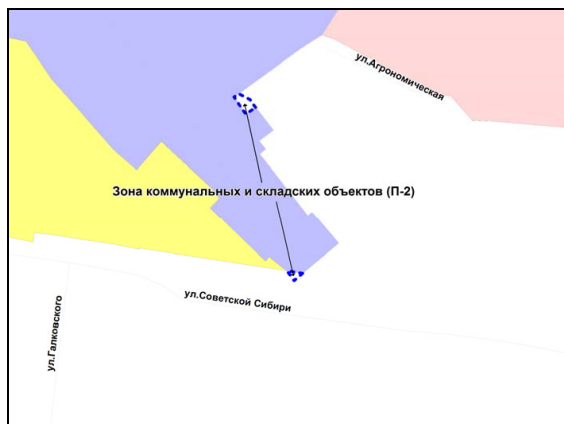 ул.Агрономическая
Зона коммунальных и складских объектов (П-2)
ул.Советской Сибири
ул.Галковского